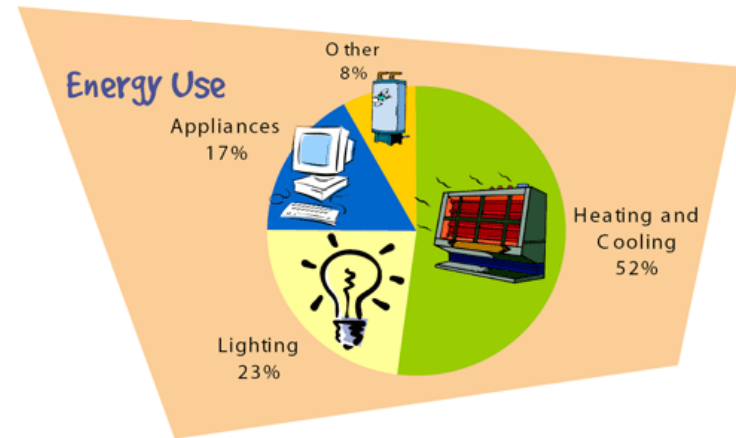 Energy Use
Other
8%
Appliances
17%
Heating and
Cooling
52%
Lighting
23%